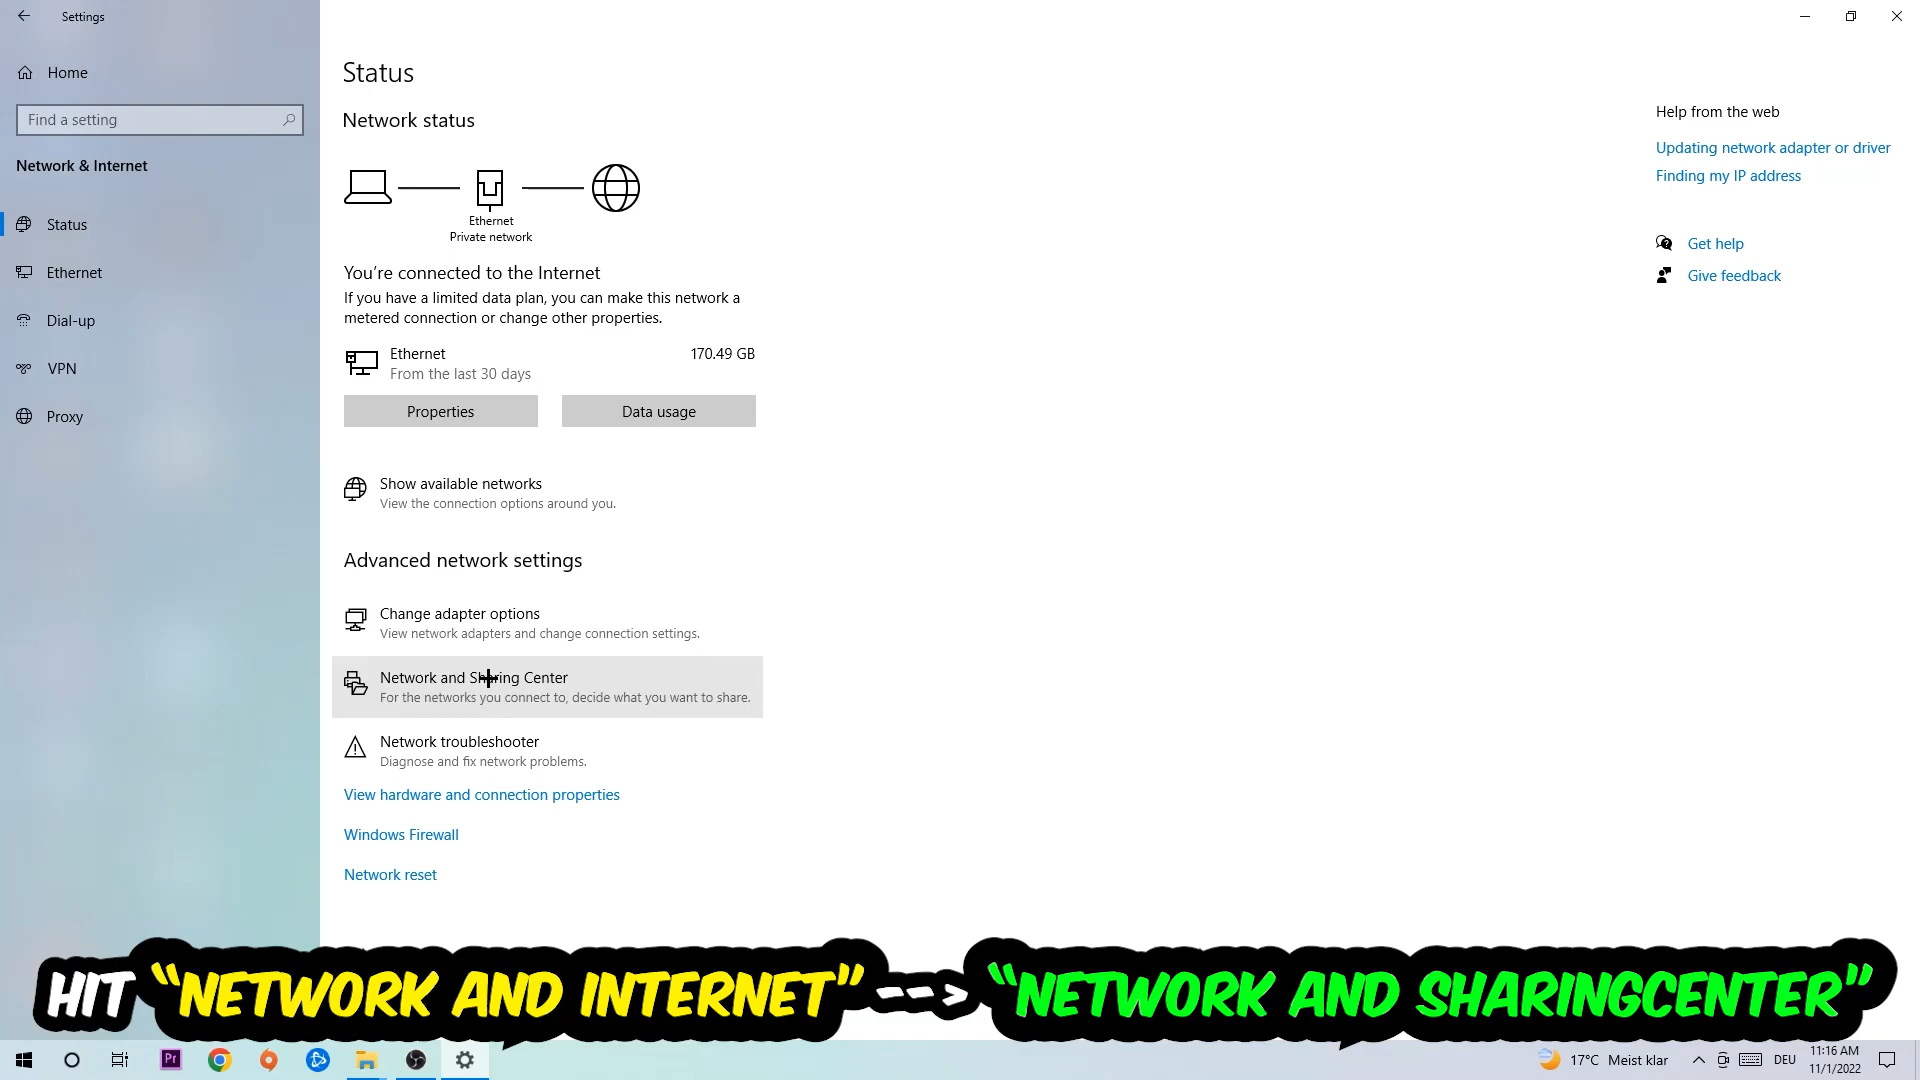 Settings
Home
Find a setting
Network & Internet
Status
Ethernet
Dial-up
VPN
Proxy
Status
Network status
Ethernet
Private network
You're connected to the Internet
If you have a limited data plan, you can make this network a
metered connection or change other properties.
Ethernet 170.49 GB
From the last 30 days
Properties Data usage
Show available networks
View the connection options around you.
Advanced network settings
Change adapter options
View network adapters and change connection settings.
Network and Sharing Center
For the networks you connect to, decide what you want to share.
Network troubleshooter
Diagnose and fix network problems.
View hardware and connection properties
Windows Firewall
Network reset
Help from the web
Updating network adapter or driver
Finding my IP address
Get help
Give feedback
HIT "NETWORK AND INTERNET" --> "NETWORK AND SHARINGCENTER"
Pr
17°C Meist klar DEU 11:16 AM
11/1/2022